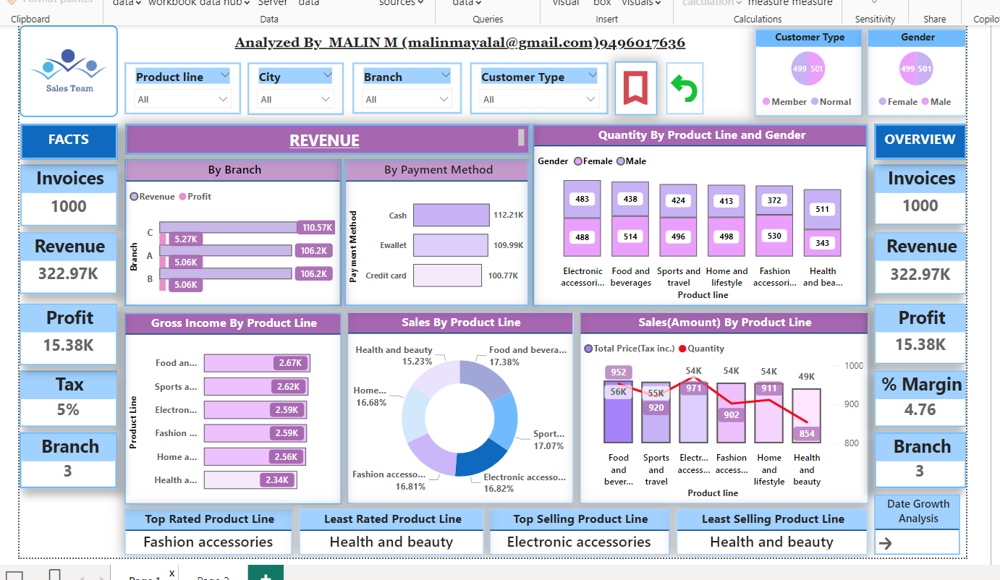 Format painter
data
workbook
data hub
Server
data
sources
data
visual
box
visuals
calculation
measure
measure
Clipboard
Data
Queries
Insert
Calculations
Sensitivity
Share
Analyzed By MALIN M (malinmayalal@gmail.com)9496017636
Sales Team
Product line
All
City
All
Branch
All
Customer Type
All
Customer Type
499 501
Member Normal
Gender
499 501
Female Male
FACTS
Invoices
1000
Revenue
322.97K
Profit
15.38K
Tax
5%
Branch
3
REVENUE
By Branch
Revenue Profit
Branch
C
110.57K
5.27K
A
106.2K
5.06K
B
106.2K
5.06K
By Payment Method
Payment Method
Cash
112.21K
Ewallet
109.99K
Credit card
100.77K
Quantity By Product Line and Gender
Gender Female Male
483 438 424 413 372 511
488 514 496 498 530 343
Electronic Food and Sports and Home and Fashion Health
accessori... beverages travel lifestyle accessori... and bea...
Product line
Gross Income By Product Line
Product Line
Food an...
2.67K
Sports a...
2.62K
Electron...
2.59K
Fashion ...
2.59K
Home a...
2.56K
Health a...
2.34K
Sales By Product Line
Health and beauty
15.23%
Food and bevera...
17.38%
Home...
16.68%
Sport...
17.07%
Fashion accesso...
16.81%
Electronic accesso...
16.82%
Sales(Amount) By Product Line
Total Price(Tax inc.) Quantity
952 920 971 902 911 854
56K 55K 54K 54K 54K 49K
1000
900
800
Food Sports Electr... Fashion Home Health
and and access... access... and and
bever... travel lifestyle beauty
Product line
OVERVIEW
Invoices
1000
Revenue
322.97K
Profit
15.38K
% Margin
4.76
Branch
3
Top Rated Product Line
Fashion accessories
Least Rated Product Line
Health and beauty
Top Selling Product Line
Electronic accessories
Least Selling Product Line
Health and beauty
Date Growth
Analysis
Page 1
x
Page 2
+